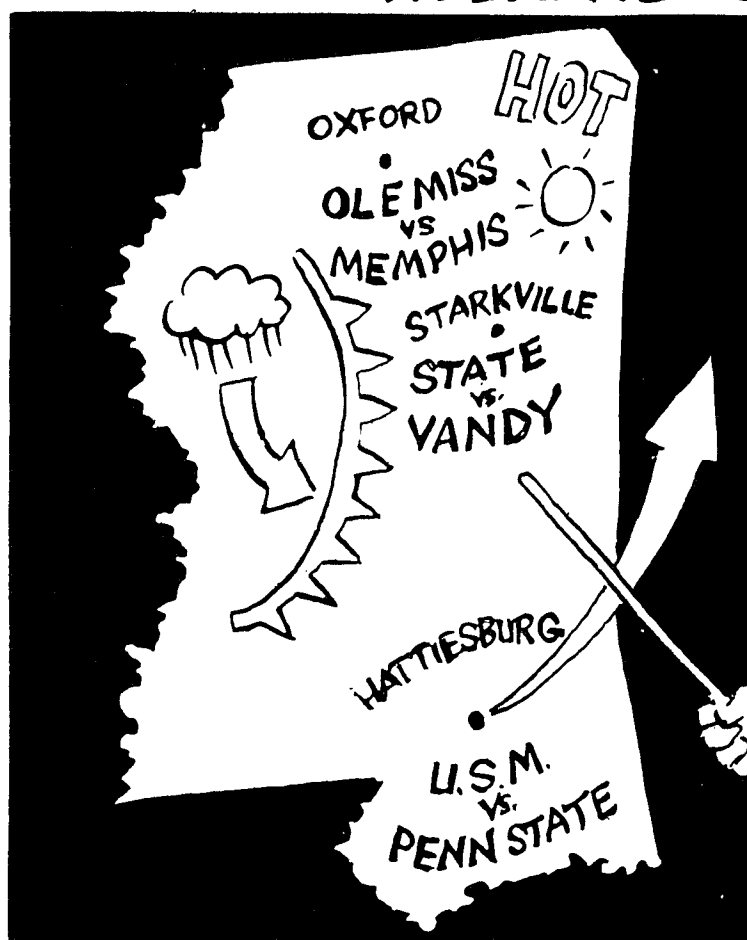 HOT
OXFORD
OLE MISS
VS
MEMPHIS
STARKVILLE
STATE
VS.
VANDY
HATTIESBURG
U.S.M.
VS.
PENN STATE